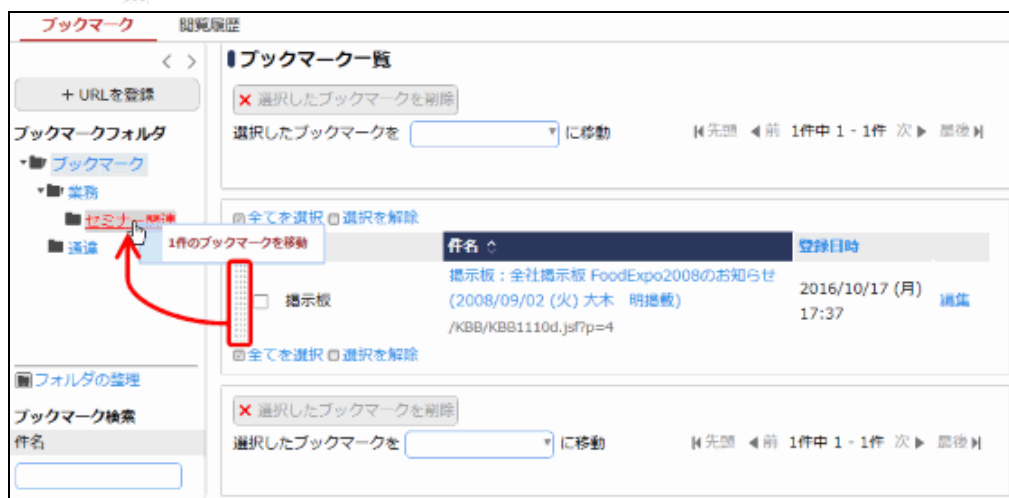 ブックマーク 閲覧履歴
+ URLを登録
ブックマークフォルダ
ブックマーク
業務
セミナー関連
通達
フォルダの整理
ブックマーク検索
件名
ブックマーク一覧
選択したブックマークを削除
選択したブックマークを に移動 先頭 前 1件中 1 - 1件 次 最後
全てを選択 選択を解除
1件のブックマークを移動
件名 登録日時
掲示板
掲示板 : 全社掲示板 FoodExpo2008のお知らせ
(2008/09/02 (火) 大木 明掲載)
/KBB/KBB1110d.jsf?p=4
2016/10/17 (月)
17:37
編集
全てを選択 選択を解除
選択したブックマークを削除
選択したブックマークを に移動 先頭 前 1件中 1 - 1件 次 最後